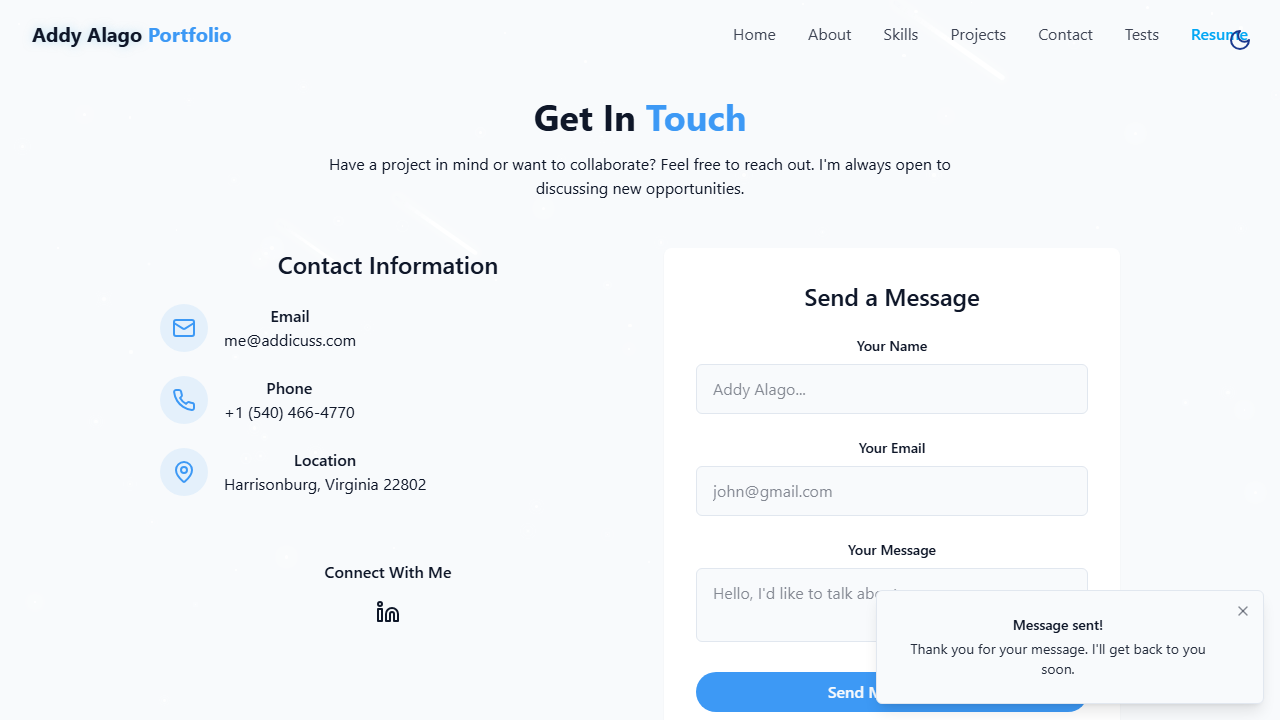 Addy Alago Portfolio
Home About Skills Projects Contact Tests Resume
Get In Touch
Have a project in mind or want to collaborate? Feel free to reach out. I'm always open to
discussing new opportunities.
Contact Information
Email
me@addicuss.com
Phone
+1 (540) 466-4770
Location
Harrisonburg, Virginia 22802
Connect With Me
Send a Message
Your Name
Addy Alago...
Your Email
john@gmail.com
Your Message
Hello, I'd like to talk
Send
Message sent!
Thank you for your message. I'll get back to you
soon.